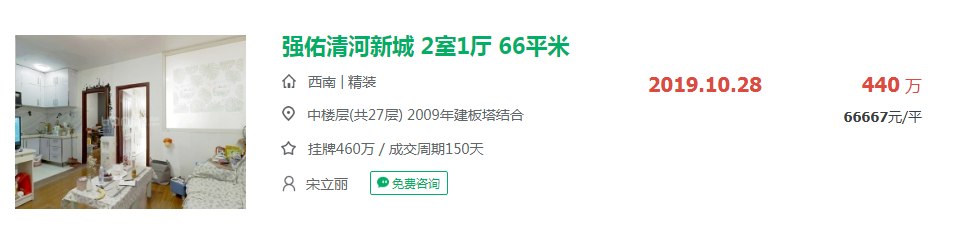 强佑清河新城 2室1厅 66平米
西南 | 精装
2019.10.28
440 万
中楼层(共27层) 2009年建板塔结合
66667元/平
挂牌460万 / 成交周期150天
宋立丽
免费咨询